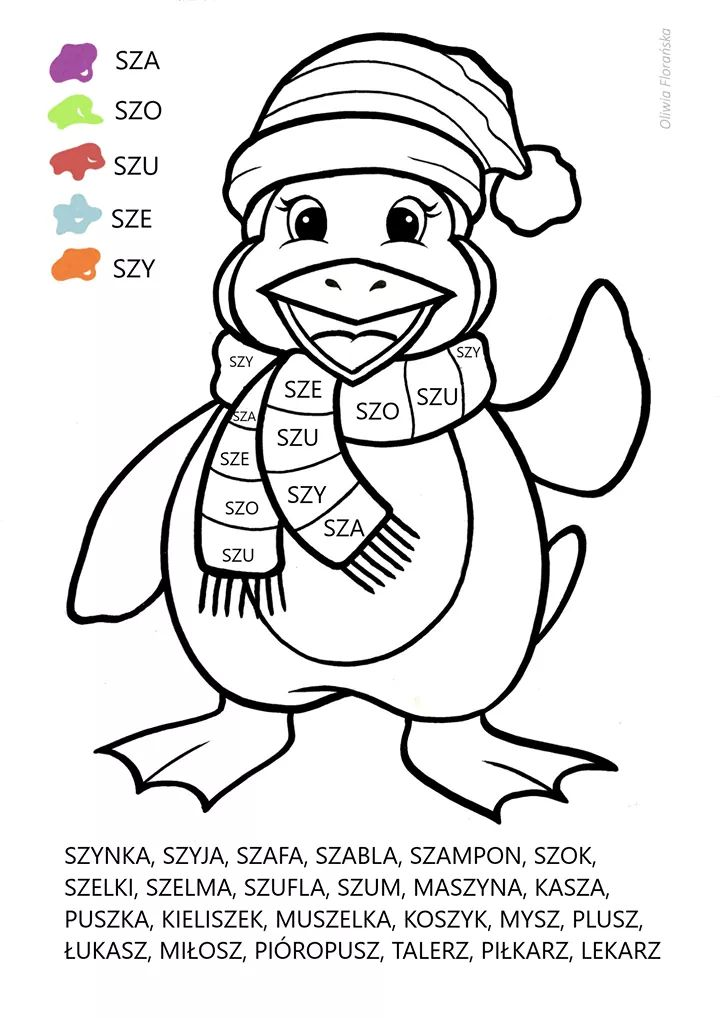 SZA
SZO
SZU
SZE
SZY
Oliwia Florańska
SZY
SZY
SZE
SZO
SZU
SZA
SZU
SZE
SZY
SZO
SZA
SZU
SZYNKA, SZYJA, SZAFA, SZABLA, SZAMPON, SZOK,
SZELKI, SZELMA, SZUFLA, SZUM, MASZYNA, KASZA,
PUSZKA, KIELISZEK, MUSZELKA, KOSZYK, MYSZ, PLUSZ,
ŁUKASZ, MIŁOSZ, PIÓROPUSZ, TALERZ, PIŁKARZ, LEKARZ